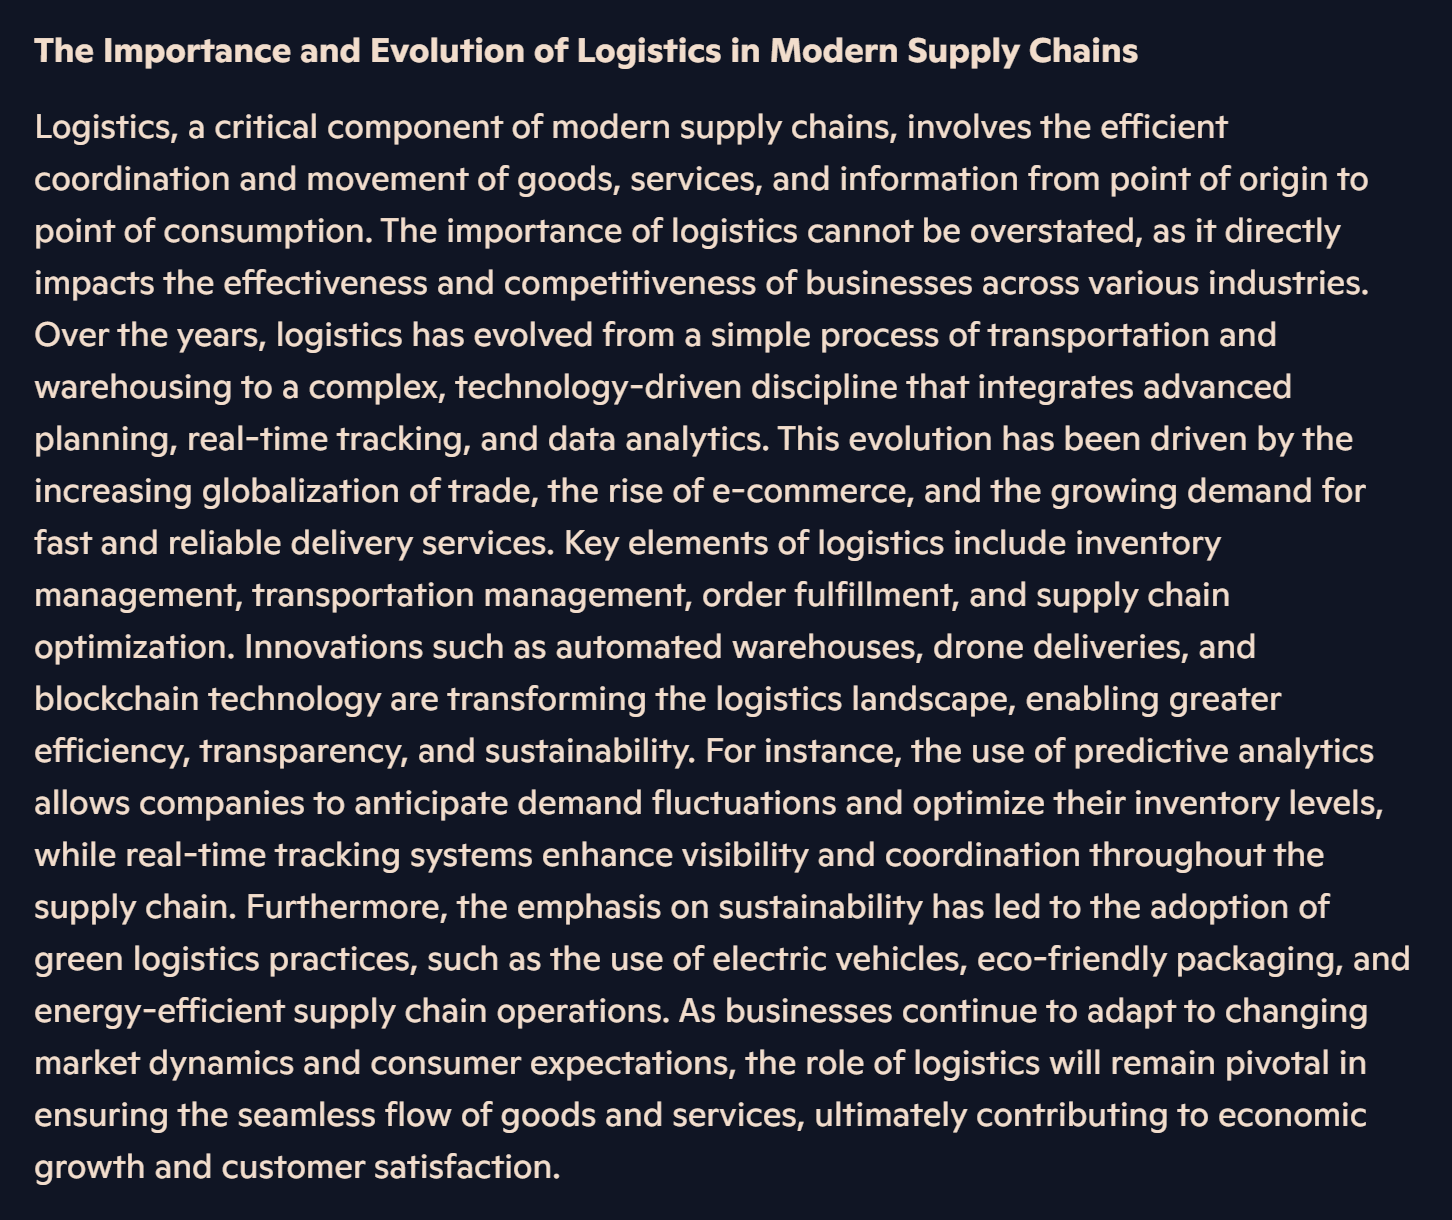 The Importance and Evolution of Logistics in Modern Supply Chains
Logistics, a critical component of modern supply chains, involves the efficient
coordination and movement of goods, services, and information from point of origin to
point of consumption. The importance of logistics cannot be overstated, as it directly
impacts the effectiveness and competitiveness of businesses across various industries.
Over the years, logistics has evolved from a simple process of transportation and
warehousing to a complex, technology-driven discipline that integrates advanced
planning, real-time tracking, and data analytics. This evolution has been driven by the
increasing globalization of trade, the rise of e-commerce, and the growing demand for
fast and reliable delivery services. Key elements of logistics include inventory
management, transportation management, order fulfillment, and supply chain
optimization. Innovations such as automated warehouses, drone deliveries, and
blockchain technology are transforming the logistics landscape, enabling greater
efficiency, transparency, and sustainability. For instance, the use of predictive analytics
allows companies to anticipate demand fluctuations and optimize their inventory levels,
while real-time tracking systems enhance visibility and coordination throughout the
supply chain. Furthermore, the emphasis on sustainability has led to the adoption of
green logistics practices, such as the use of electric vehicles, eco-friendly packaging, and
energy-efficient supply chain operations. As businesses continue to adapt to changing
market dynamics and consumer expectations, the role of logistics will remain pivotal in
ensuring the seamless flow of goods and services, ultimately contributing to economic
growth and customer satisfaction.